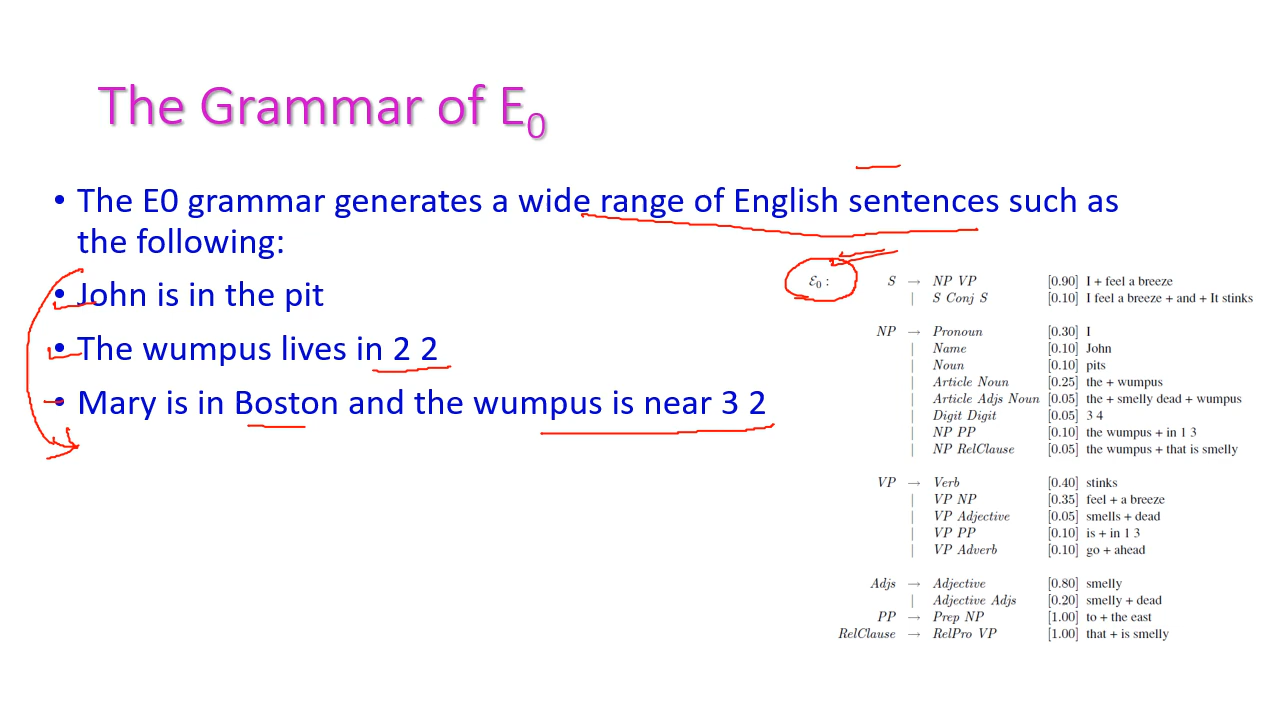 The Grammar of E0
• The E0 grammar generates a wide range of English sentences such as
the following:
• John is in the pit
• The wumpus lives in 2 2
• Mary is in Boston and the wumpus is near 3 2
ℰ0 : S → NP VP [0.90] I + feel a breeze
| S Conj S [0.10] I feel a breeze + and + It stinks
NP → Pronoun [0.30] I
| Name [0.10] John
| Noun [0.10] pits
| Article Noun [0.25] the + wumpus
| Article Adjs Noun [0.05] the + smelly dead + wumpus
| Digit Digit [0.05] 3 4
| NP PP [0.10] the wumpus + in 1 3
| NP RelClause [0.05] the wumpus + that is smelly
VP → Verb [0.40] stinks
| VP NP [0.35] feel + a breeze
| VP Adjective [0.05] smells + dead
| VP PP [0.10] is + in 1 3
| VP Adverb [0.10] go + ahead
Adjs → Adjective [0.80] smelly
| Adjective Adjs [0.20] smelly + dead
PP → Prep NP [1.00] to + the east
RelClause → RelPro VP [1.00] that + is smelly